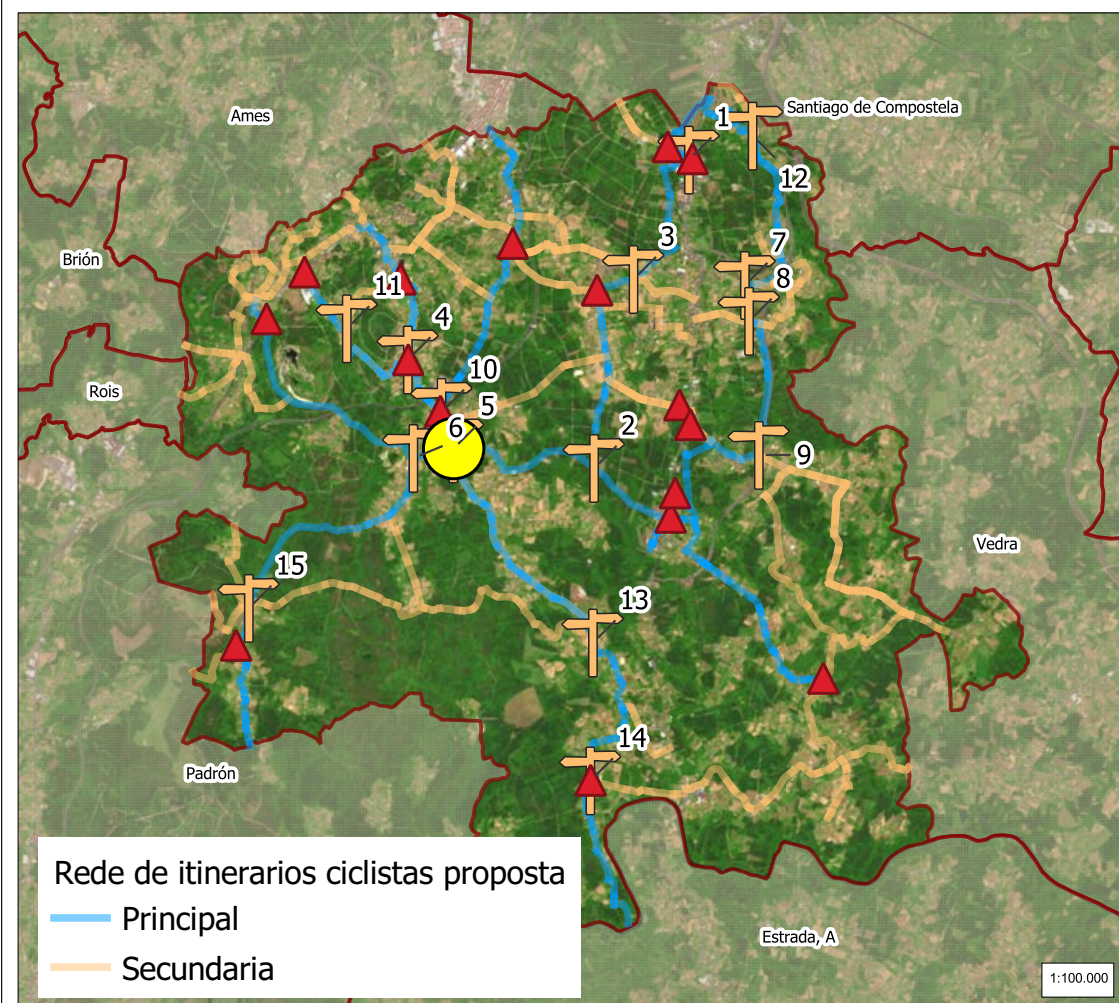 Ames
Santiago de Compostela
1
12
3
7
8
Brión
11
4
10
Rois
5
6
2
9
Vedra
15
13
14
Padrón
Rede de itinerarios ciclistas proposta
Principal
Secundaria
Estrada, A
1:100.000